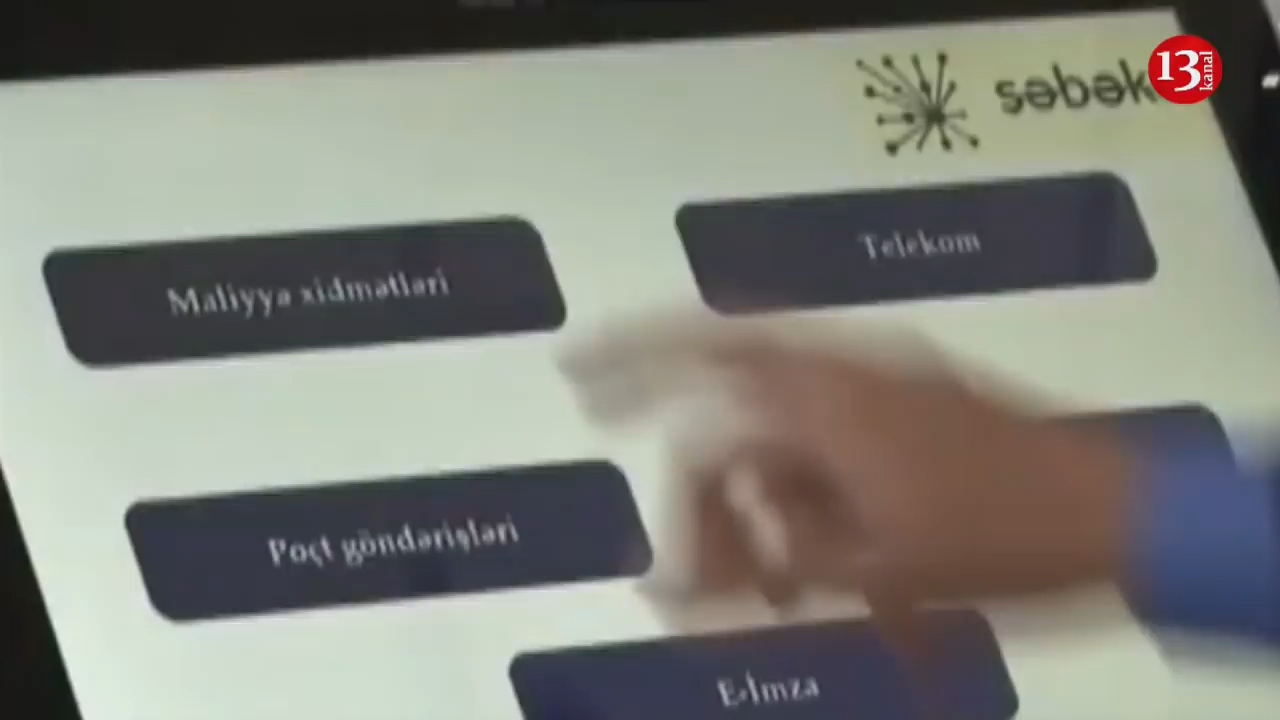 13 kanal
şəbək
Maliyyə xidmətləri
Telekom
Poçt göndərişləri
E-İmza